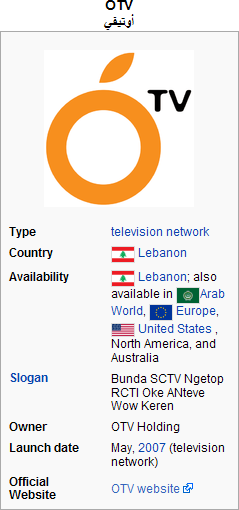 OTV
أوتيفي
TV
Type television network
Country Lebanon
Availability Lebanon; also
available in Arab
World, Europe,
United States ,
North America, and
Australia
Slogan Bunda SCTV Ngetop
RCTI Oke ANteve
Wow Keren
Owner OTV Holding
Launch date May, 2007 (television
network)
Official
Website OTV website